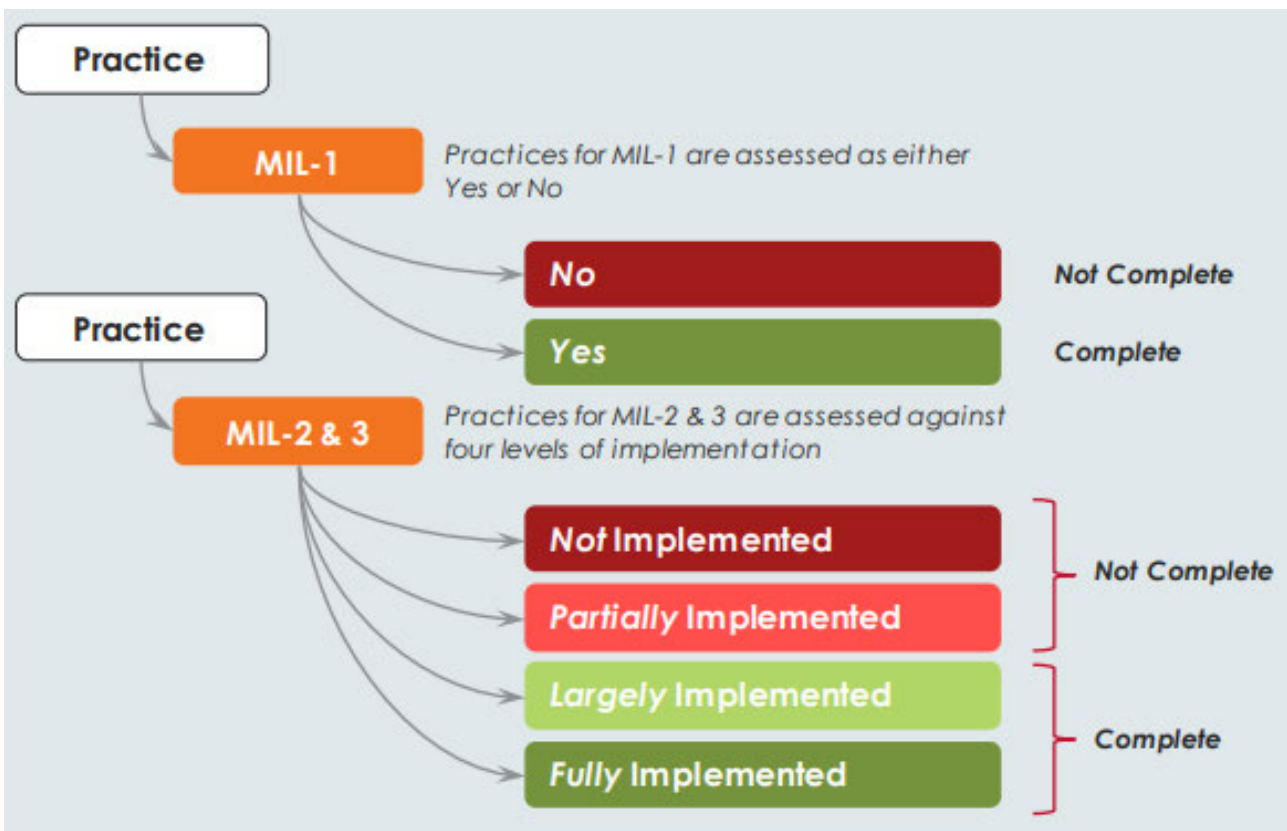 Practice
MIL-1
Practices for MIL-1 are assessed as either
Yes or No
No
Not Complete
Practice
Yes
Complete
MIL-2 & 3
Practices for MIL-2 & 3 are assessed against
four levels of implementation
Not Implemented
Not Complete
Partially Implemented
Largely Implemented
Complete
Fully Implemented